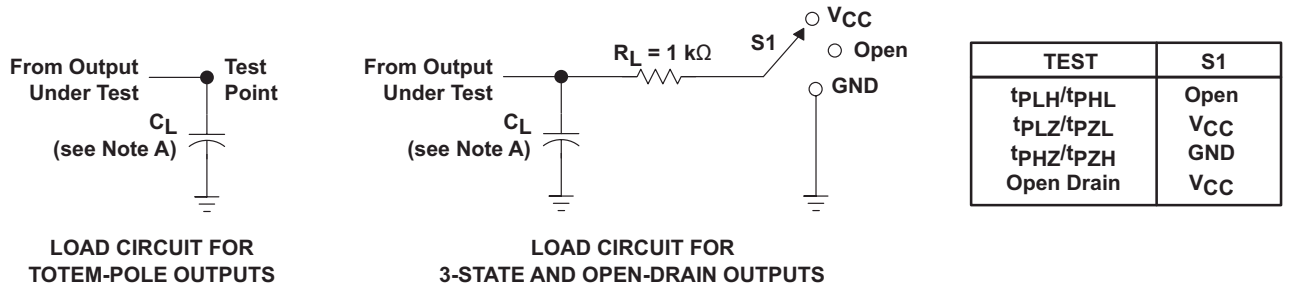 From Output
Under Test
Test
Point
CL
(see Note A)
LOAD CIRCUIT FOR
TOTEM-POLE OUTPUTS
From Output
Under Test
CL
(see Note A)
RL = 1 kΩ
S1
VCC
Open
GND
LOAD CIRCUIT FOR
3-STATE AND OPEN-DRAIN OUTPUTS
TEST S1
tPLH/tPHL Open
tPLZ/tPZL VCC
tPHZ/tPZH GND
Open Drain VCC